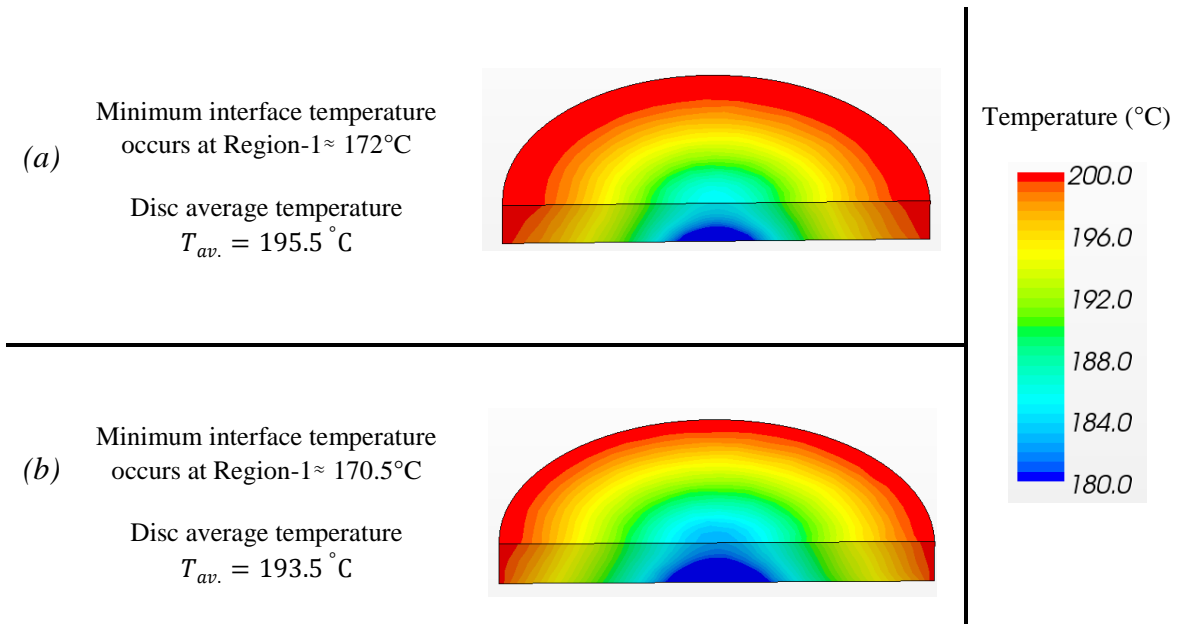 (a)
Minimum interface temperature
occurs at Region-1≈ 172°C
Disc average temperature
T_av. = 195.5 °C
Temperature (°C)
200.0
196.0
192.0
188.0
184.0
180.0
(b)
Minimum interface temperature
occurs at Region-1≈ 170.5°C
Disc average temperature
T_av. = 193.5 °C